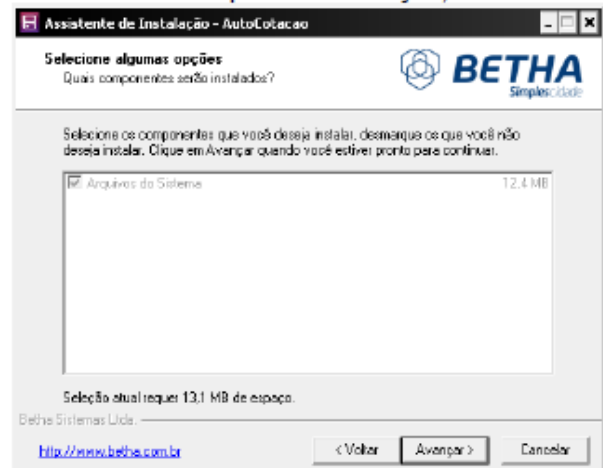 Assistente de Instalação - AutoCotacao
Selecione algumas opções
Quais componentes serão instalados?
BETHA
Simplescidade
Selecione os componentes que você deseja instalar, desmarque os que você não
deseja instalar. Clique em Avançar quando você estiver pronto para continuar.
Arquivos do Sistema 12,4 MB
Seleção atual requer 13,1 MB de espaço.
Betha Sistemas Ltda.
http://www.betha.com.br
< Voltar Avançar > Cancelar